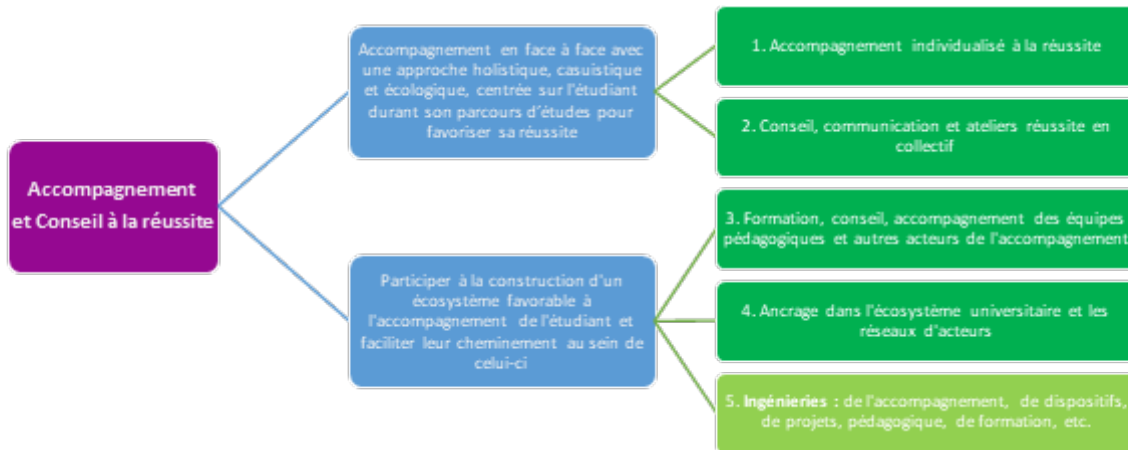 Accompagnement
et Conseil à la réussite
Accompagnement en face à face avec
une approche holistique, casuistique
et écologique, centrée sur l'étudiant
durant son parcours d'études pour
favoriser sa réussite
Participer à la construction d'un
écosystème favorable à
l'accompagnement de l'étudiant et
faciliter leur cheminement au sein de
celui-ci
1. Accompagnement individualisé à la réussite
2. Conseil, communication et ateliers réussite en
collectif
3. Formation, conseil, accompagnement des équipes
pédagogiques et autres acteurs de l'accompagnement
4. Ancrage dans l'écosystème universitaire et les
réseaux d'acteurs
5. Ingénieries : de l'accompagnement, de dispositifs,
de projets, pédagogique, de formation, etc.